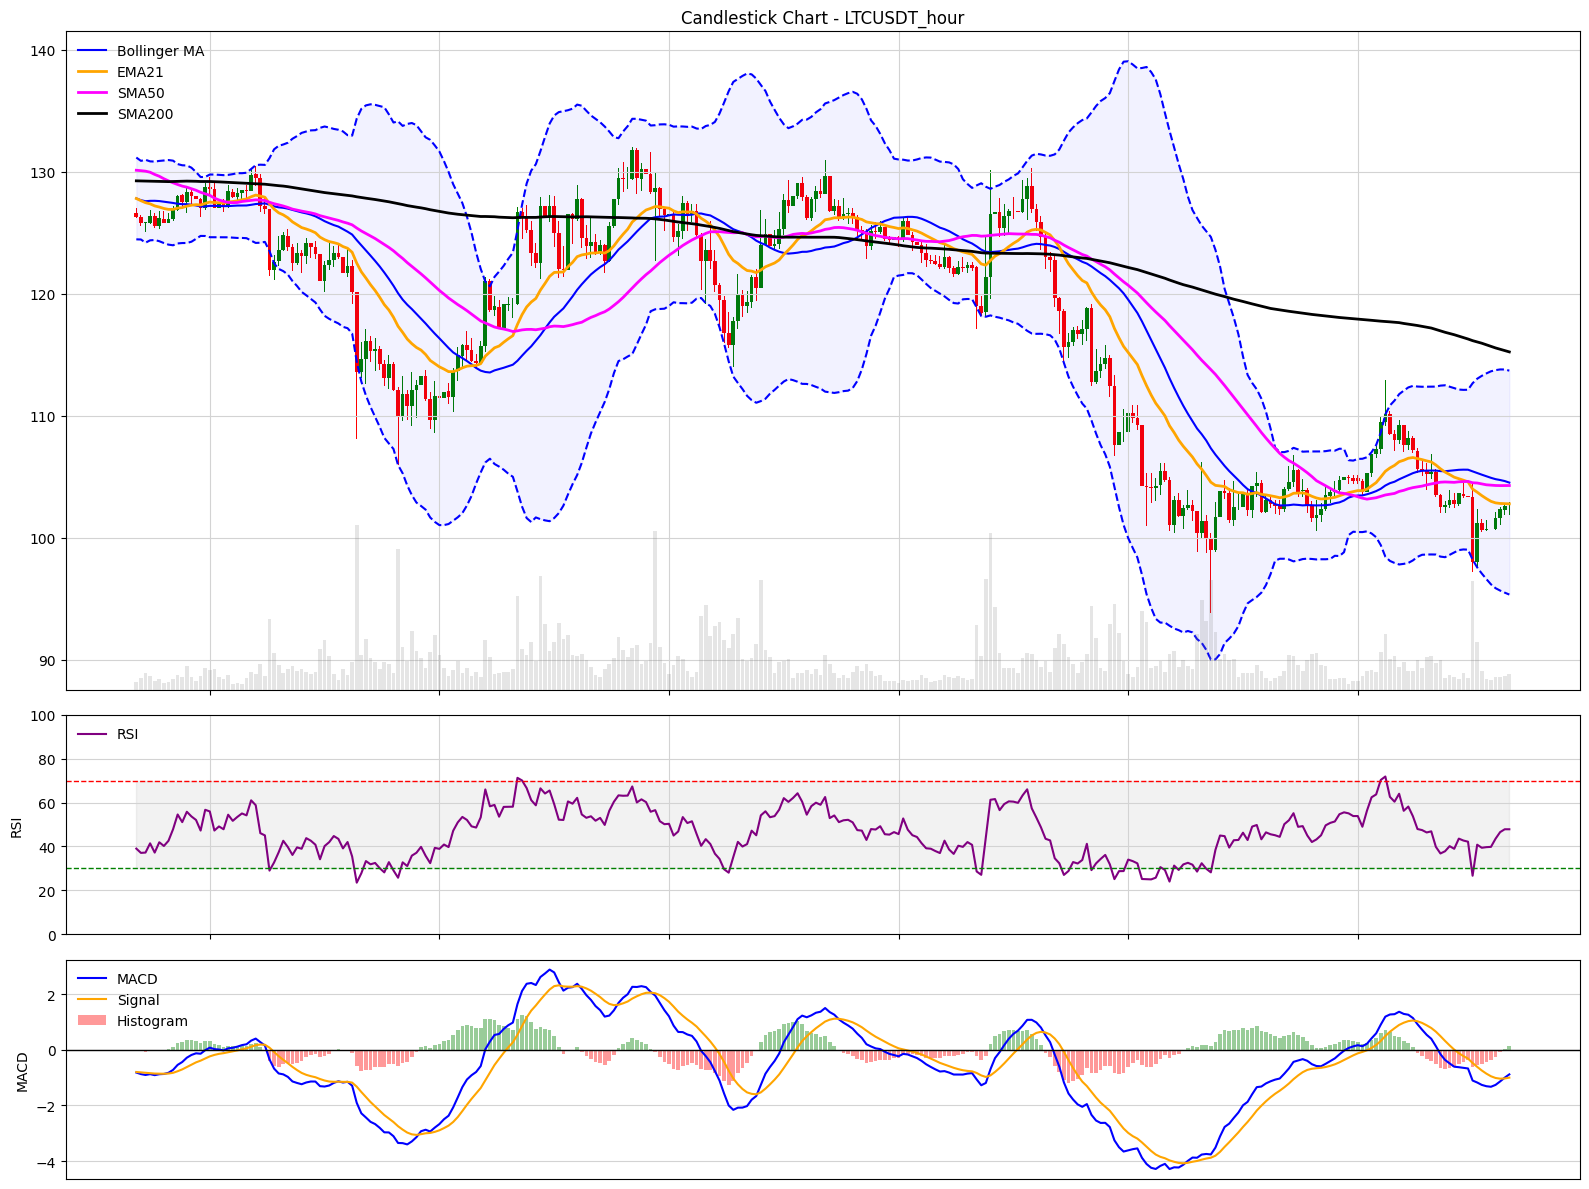 Candlestick Chart - LTCUSDT_hour
140
130
120
110
100
90
Bollinger MA
EMA21
SMA50
SMA200
100
80
60
40
20
0
RSI
RSI
2
0
−2
−4
MACD
MACD
Signal
Histogram